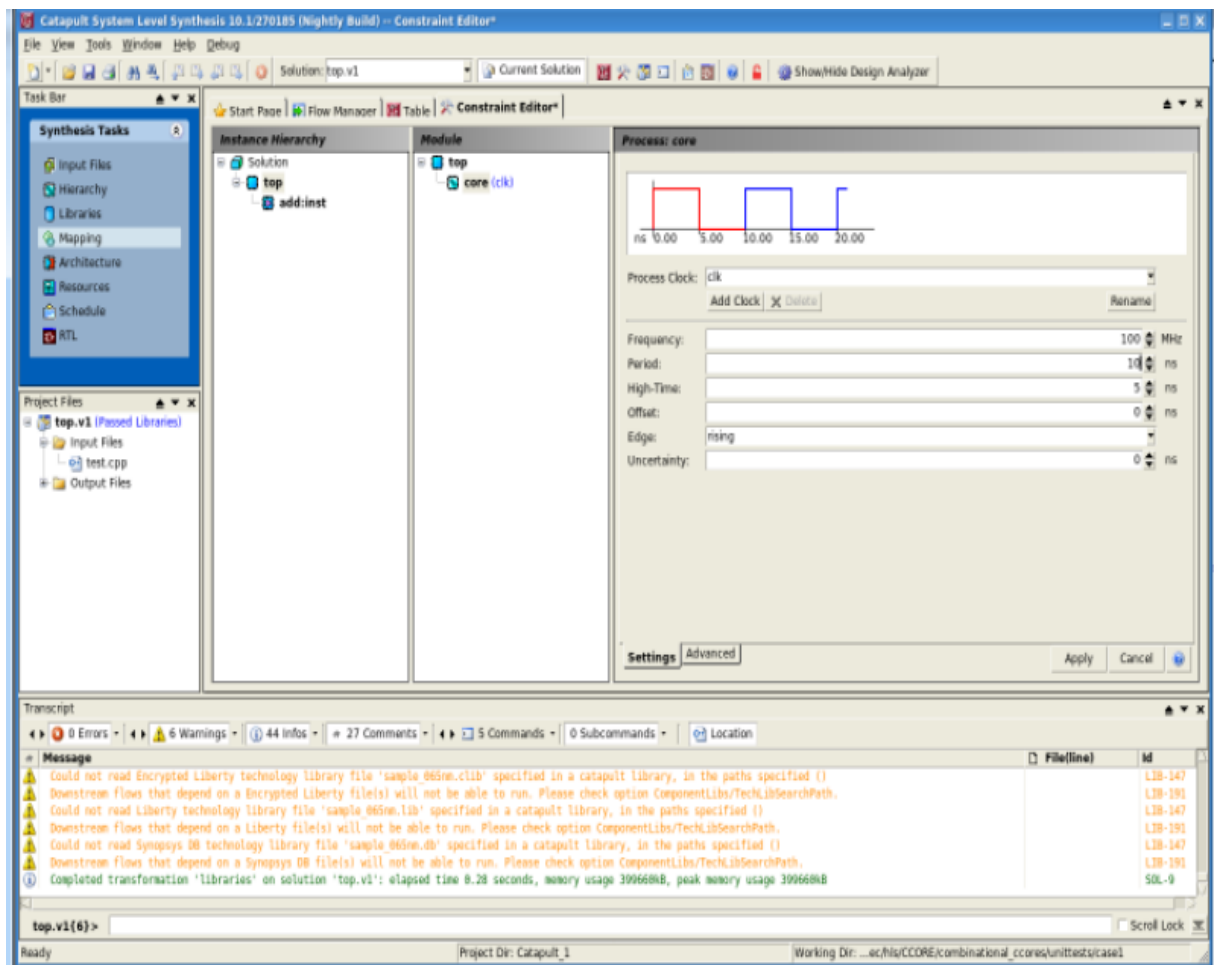 Catapult System Level Synthesis 10.1/270185 (Nightly Build) -- Constraint Editor*
File View Tools Window Help Debug
Solution: top.v1 Current Solution Show/Hide Design Analyzer
Task Bar
Synthesis Tasks
Input Files
Hierarchy
Libraries
Mapping
Architecture
Resources
Schedule
RTL
Project Files
top.v1 (Passed Libraries)
Input Files
test.cpp
Output Files
Start Page Flow Manager Table Constraint Editor*
Instance Hierarchy
Solution
top
add:inst
Module
top
core (clk)
Process: core
ns 0.00 5.00 10.00 15.00 20.00
Process Clock: clk
Add Clock Delete Rename
Frequency: 100 MHz
Period: 10 ns
High-Time: 5 ns
Offset: 0 ns
Edge: rising
Uncertainty: 0 ns
Settings Advanced Apply Cancel
Transcript
0 Errors 6 Warnings 44 Infos # 27 Comments 5 Commands 0 Subcommands Location
Message File(line) Id
Could not read Encrypted Liberty technology library file 'sample_065nm.clib' specified in a catapult library, in the paths specified () LIB-147
Downstream flows that depend on a Encrypted Liberty file(s) will not be able to run. Please check option ComponentLibs/TechLibSearchPath. LIB-191
Could not read Liberty technology library file 'sample_065nm.lib' specified in a catapult library, in the paths specified () LIB-147
Downstream flows that depend on a Liberty file(s) will not be able to run. Please check option ComponentLibs/TechLibSearchPath. LIB-191
Could not read Synopsys DB technology library file 'sample_065nm.db' specified in a catapult library, in the paths specified () LIB-147
Downstream flows that depend on a Synopsys DB file(s) will not be able to run. Please check option ComponentLibs/TechLibSearchPath. LIB-191
Completed transformation 'libraries' on solution 'top.v1': elapsed time 0.28 seconds, memory usage 399660kB, peak memory usage 399660kB SOL-9
top.v1{6}> Scroll Lock
Ready Project Dir: Catapult_1 Working Dir: ...ec/hls/CCORE/combinational_ccores/unittests/case1